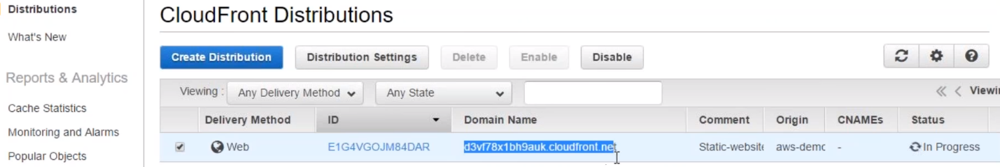 Distributions
What's New
Reports & Analytics
Cache Statistics
Monitoring and Alarms
Popular Objects
CloudFront Distributions
Create Distribution Distribution Settings Delete Enable Disable
Viewing : Any Delivery Method Any State Viewin
Delivery Method ID Domain Name Comment Origin CNAMEs Status
Web E1G4VGOJM84DAR d3vf78x1bh9auk.cloudfront.net Static-website aws-demo - In Progress